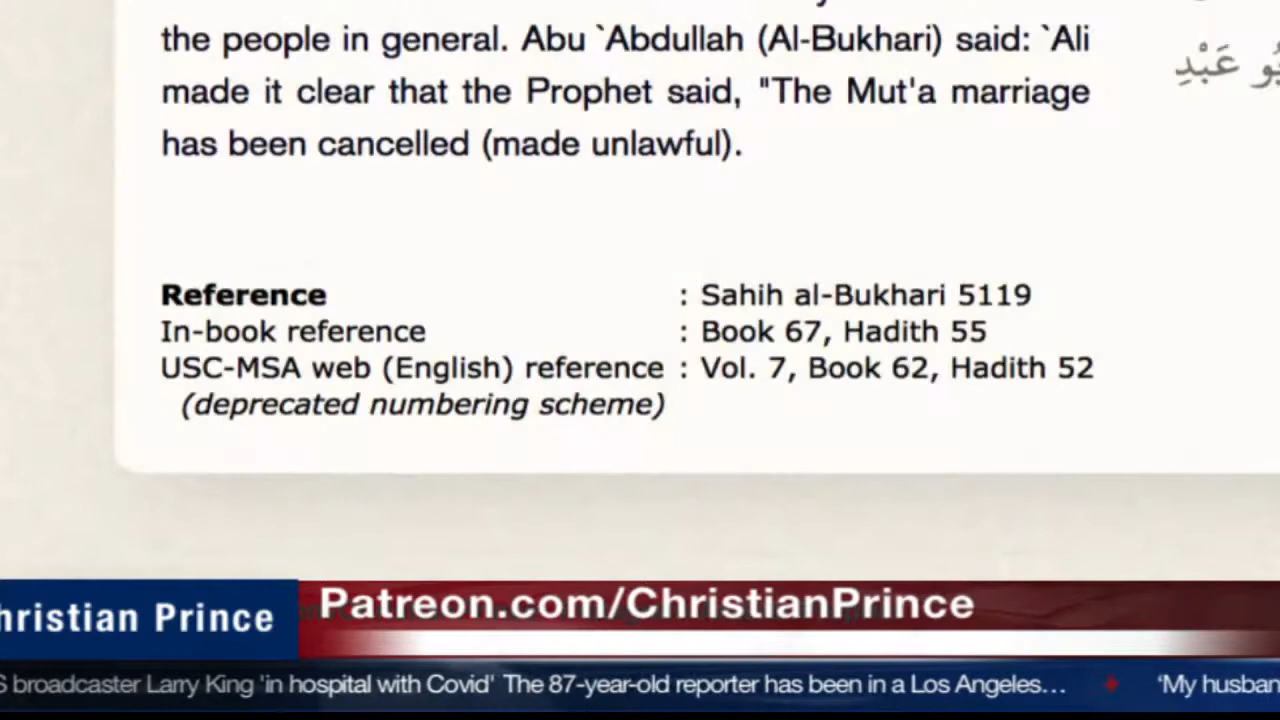 the people in general. Abu `Abdullah (Al-Bukhari) said: `Ali
made it clear that the Prophet said, "The Mut'a marriage
has been cancelled (made unlawful).
عَبْدِ
Reference : Sahih al-Bukhari 5119
In-book reference : Book 67, Hadith 55
USC-MSA web (English) reference : Vol. 7, Book 62, Hadith 52
(deprecated numbering scheme)
hristian Prince
Patreon.com/ChristianPrince
S broadcaster Larry King 'in hospital with Covid' The 87-year-old reporter has been in a Los Angeles… ‘My husban